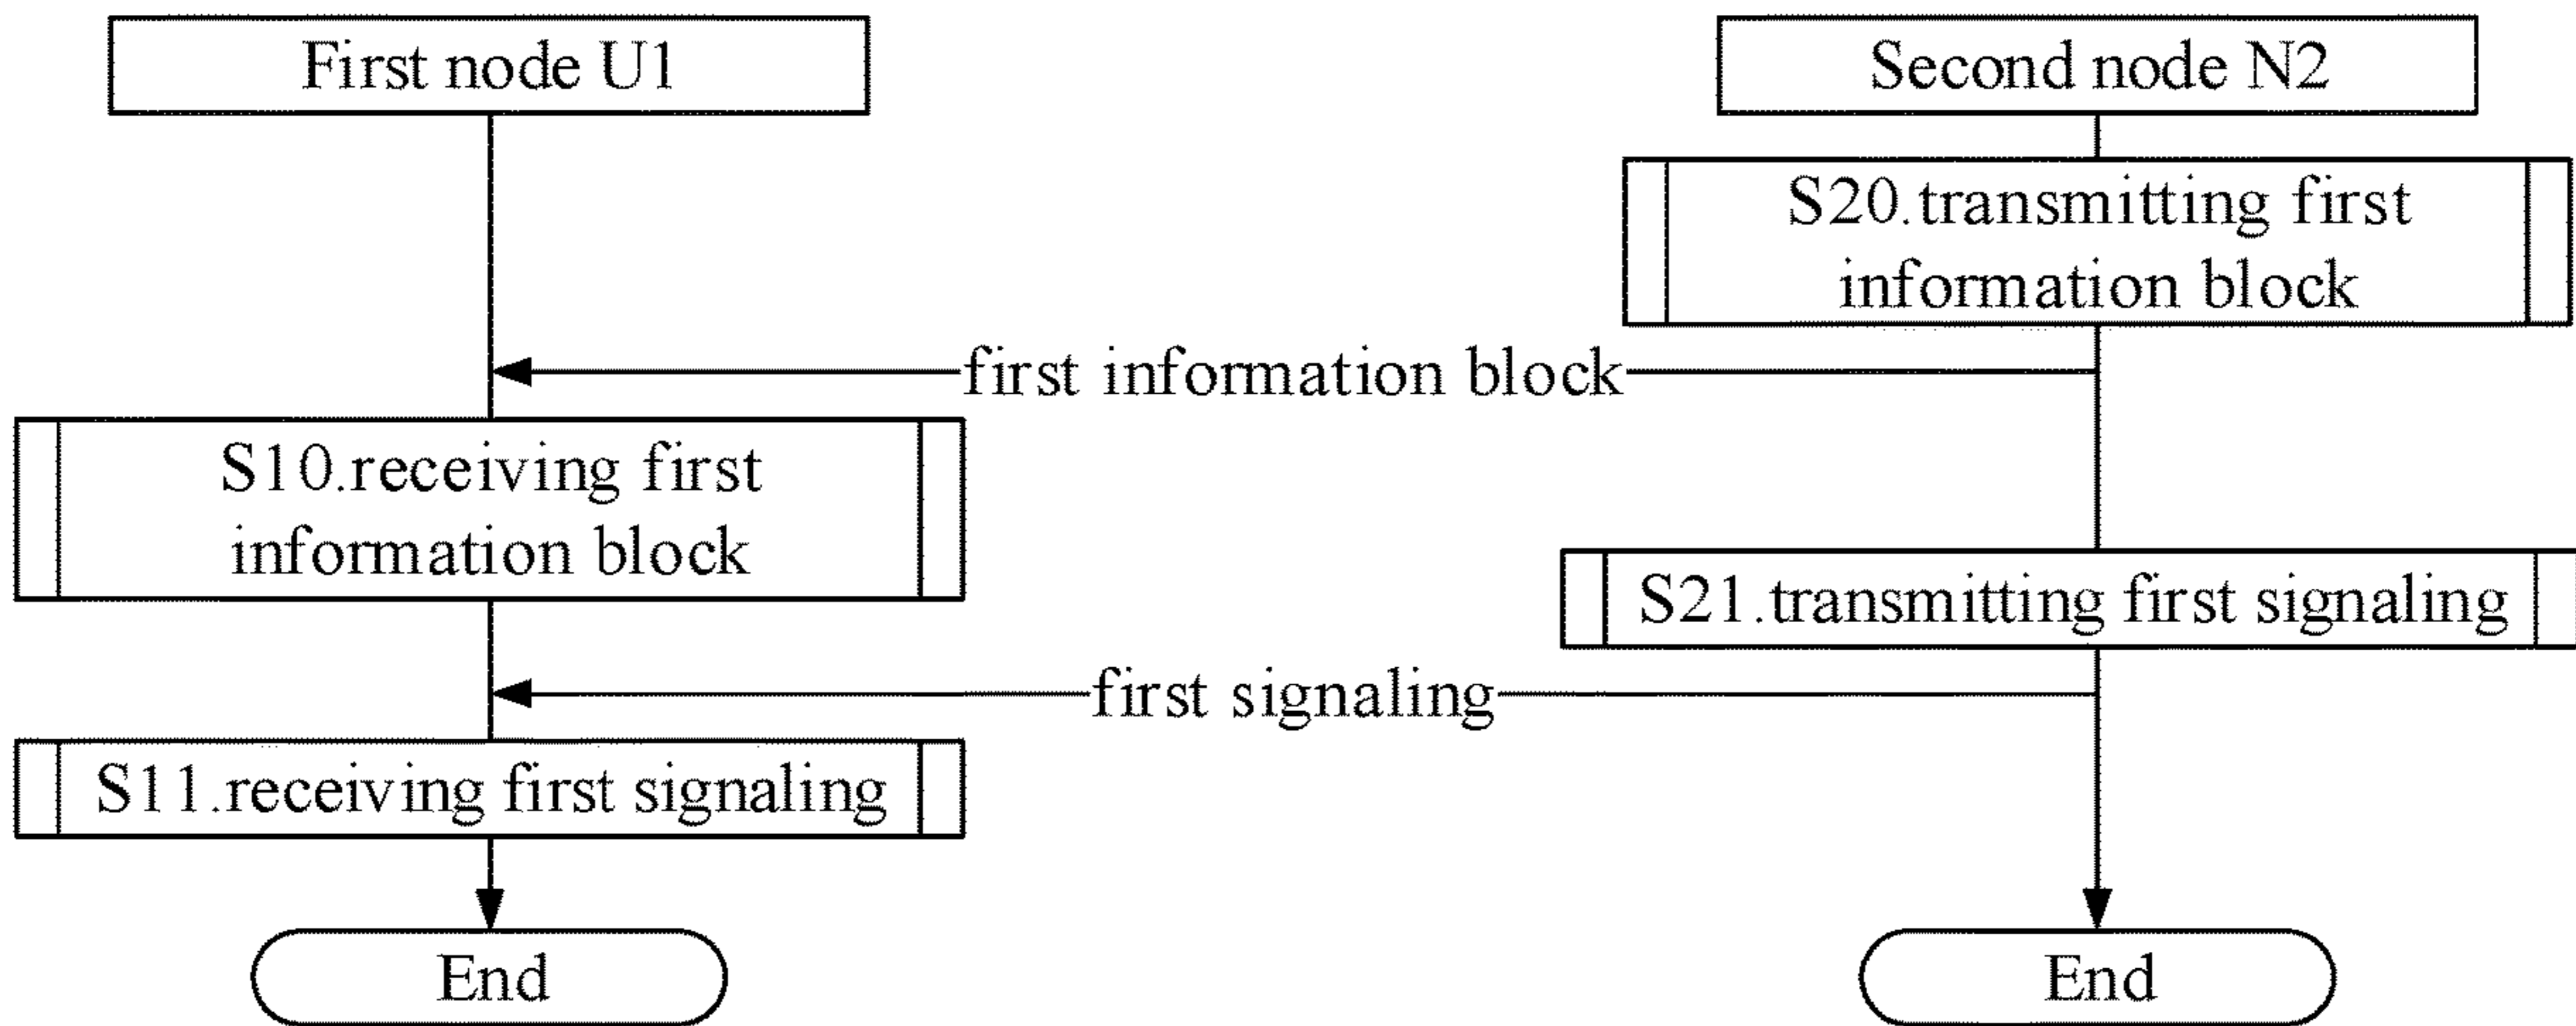 First node U1
Second node N2
S20.transmitting first
information block
first information block
S10.receiving first
information block
S21.transmitting first signaling
first signaling
S11.receiving first signaling
End
End